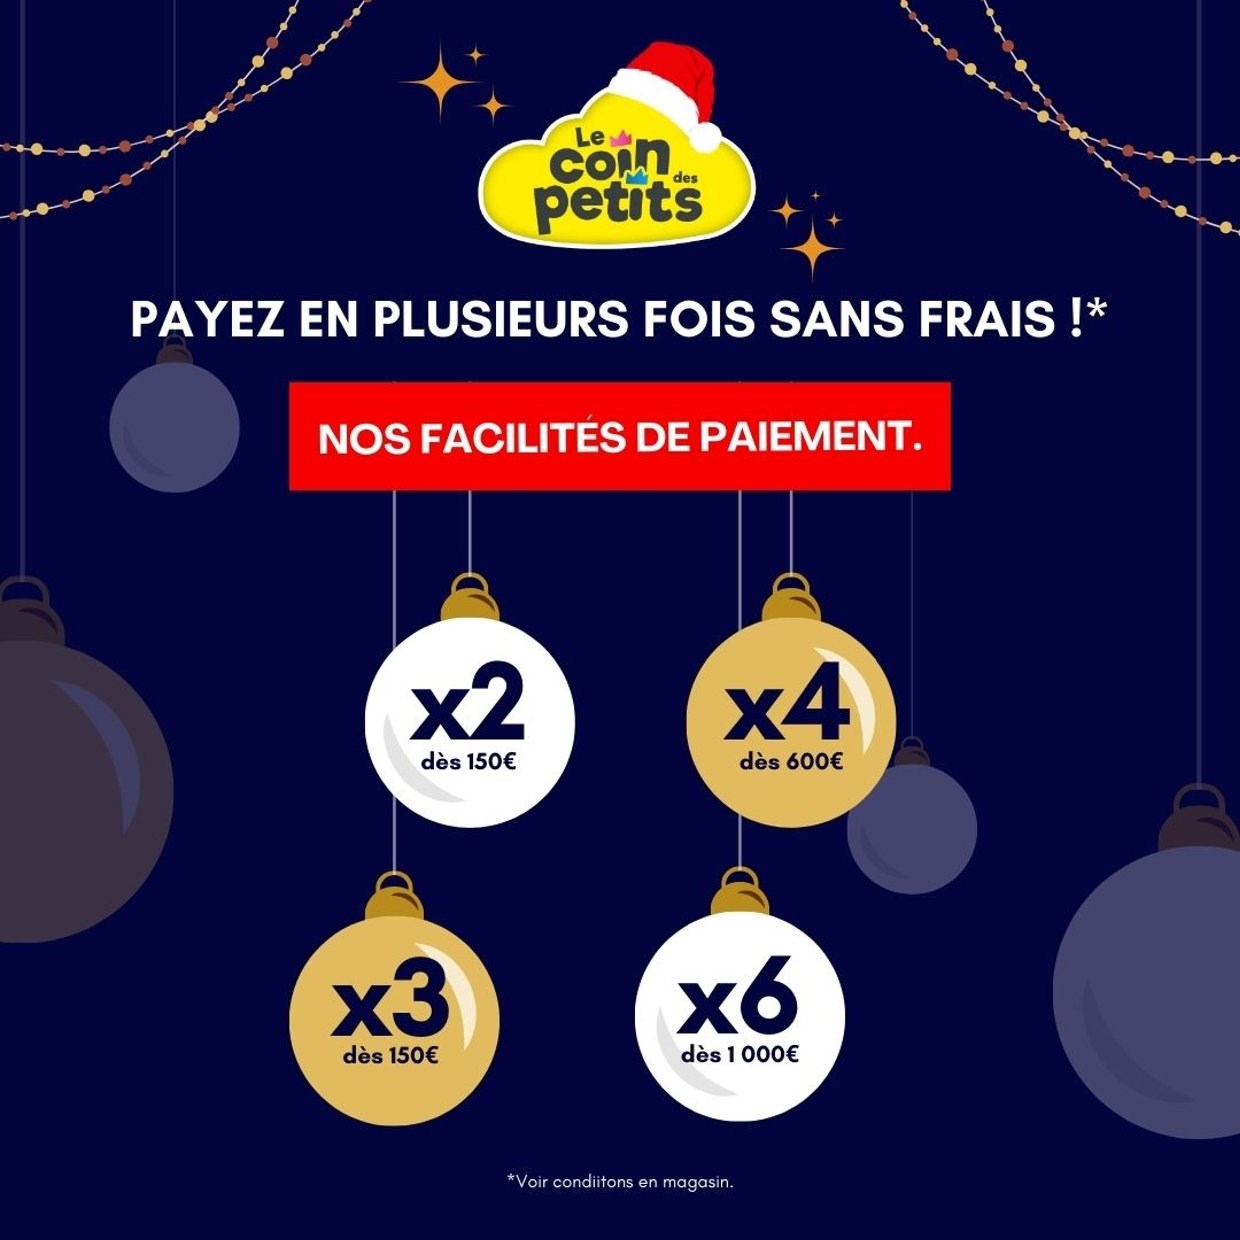 Le
coin
des
petits
PAYEZ EN PLUSIEURS FOIS SANS FRAIS !*
NOS FACILITÉS DE PAIEMENT.
x2
dès 150€
x4
dès 600€
x3
dès 150€
x6
dès 1 000€
*Voir condiitons en magasin.